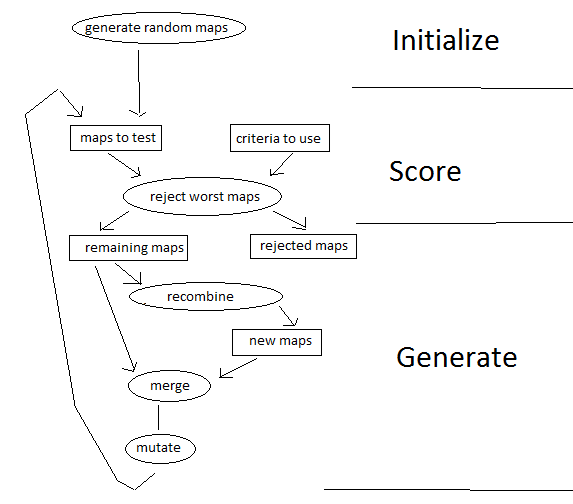 generate random maps
Initialize
maps to test
criteria to use
Score
reject worst maps
remaining maps
rejected maps
recombine
new maps
Generate
merge
mutate